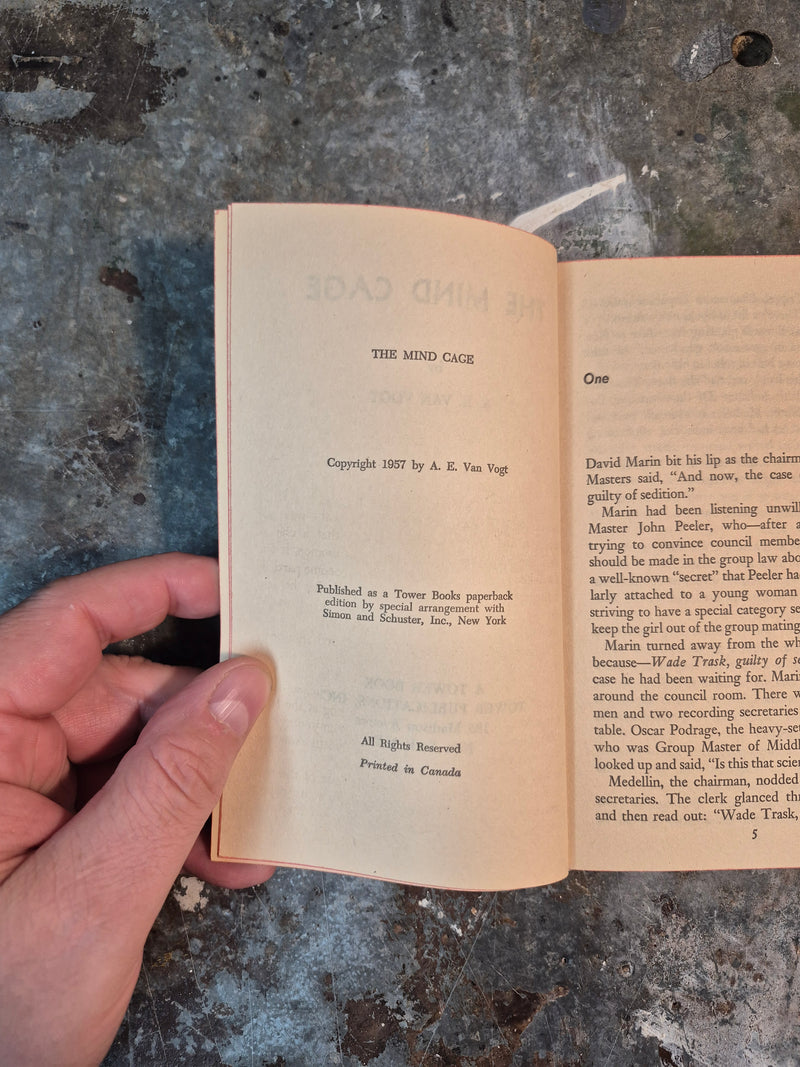 THE MIND CAGE
Copyright 1957 by A. E. Van Vogt
Published as a Tower Books paperback
edition by special arrangement with
Simon and Schuster, Inc., New York
All Rights Reserved
Printed in Canada
One
David Marin bit his lip as the chairm
Masters said, "And now, the case
guilty of sedition."
Marin had been listening unwill
Master John Peeler, who—after a
trying to convince council membe
should be made in the group law abo
a well-known "secret" that Peeler ha
larly attached to a young woman
striving to have a special category se
keep the girl out of the group mating
Marin turned away from the wh
because—Wade Trask, guilty of se
case he had been waiting for. Mari
around the council room. There w
men and two recording secretaries
table. Oscar Podrage, the heavy-set
who was Group Master of Middl
looked up and said, "Is this that scien
Medellin, the chairman, nodded
secretaries. The clerk glanced thr
and then read out: "Wade Trask,
5